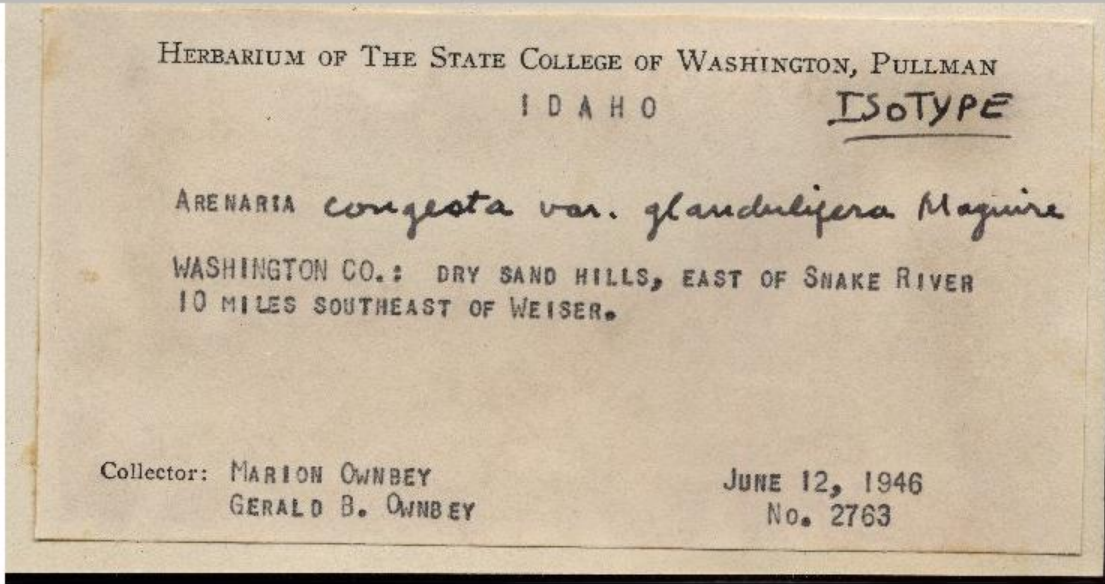 HERBARIUM OF THE STATE COLLEGE OF WASHINGTON, PULLMAN
IDAHO ISOTYPE
ARENARIA congesta var. glandulifera Maguire
WASHINGTON CO.: DRY SAND HILLS, EAST OF SNAKE RIVER
10 MILES SOUTHEAST OF WEISER.
Collector: MARION OWNBEY JUNE 12, 1946
GERALD B. OWNBEY No. 2763